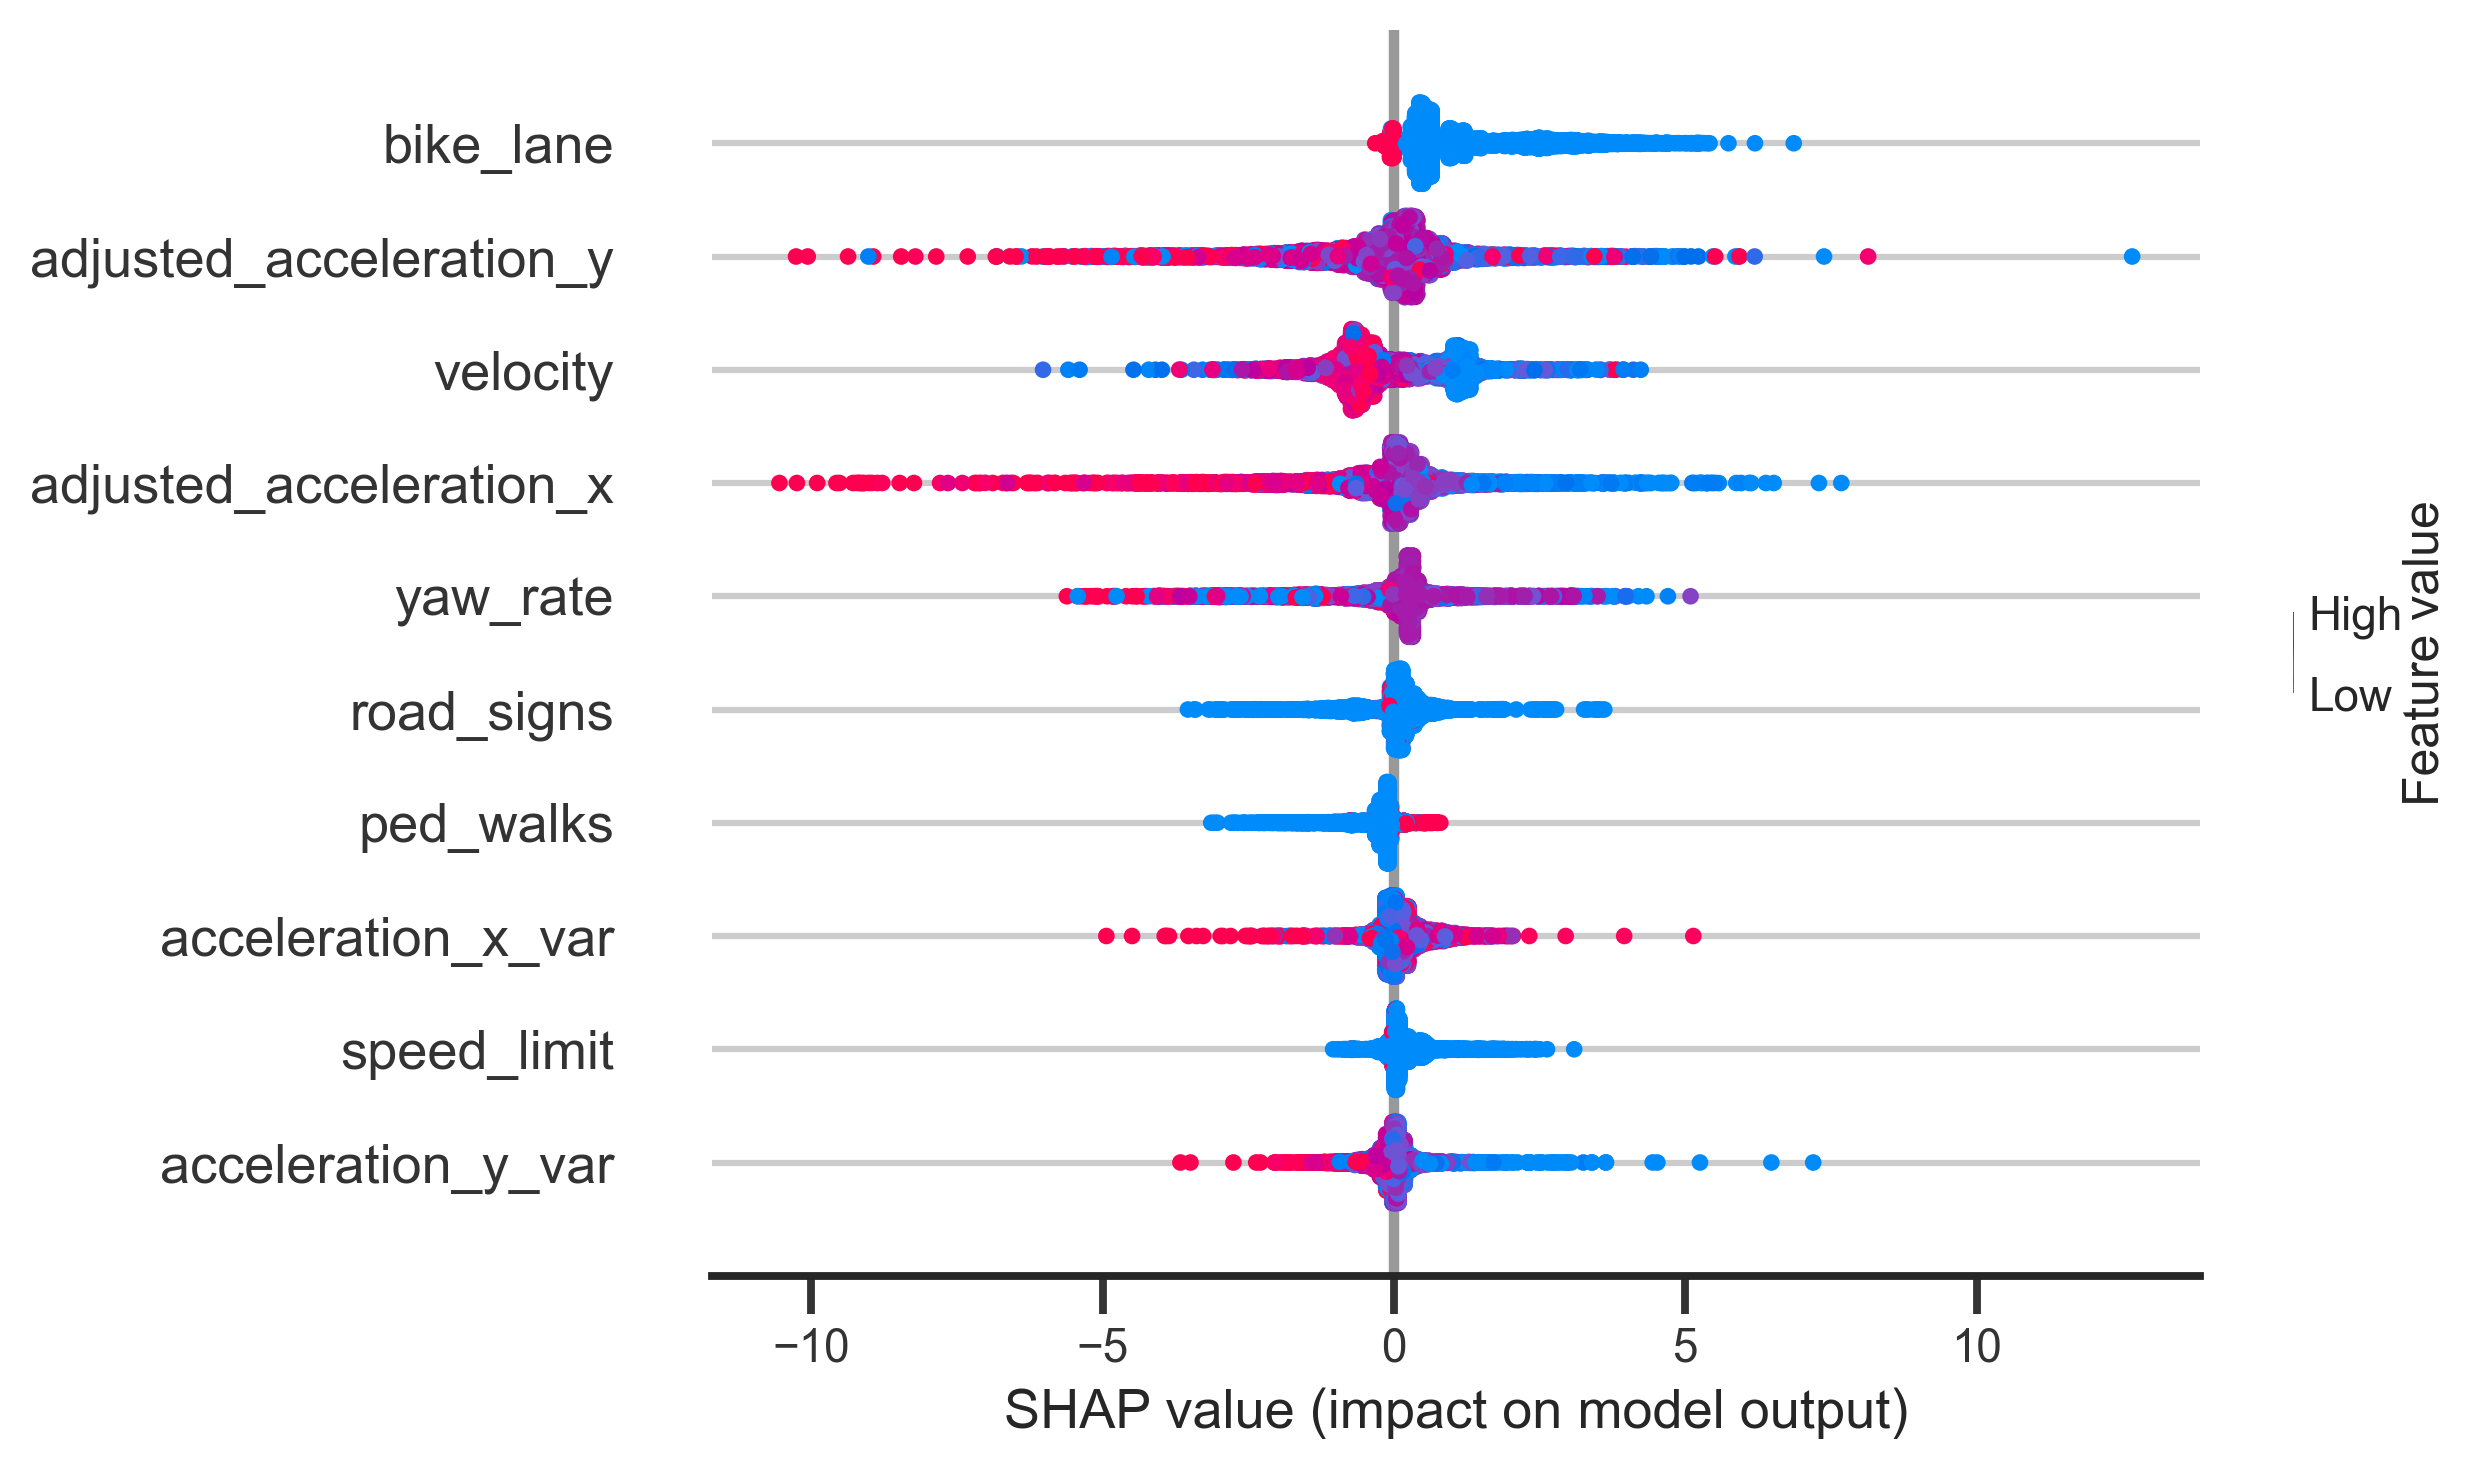 bike_lane
adjusted_acceleration_y
velocity
adjusted_acceleration_x
yaw_rate
road_signs
ped_walks
acceleration_x_var
speed_limit
acceleration_y_var
−10 −5 0 5 10
SHAP value (impact on model output)
High
Low
Feature value